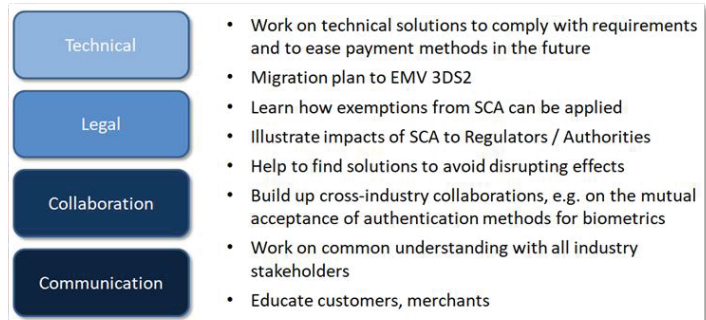 Technical
• Work on technical solutions to comply with requirements
and to ease payment methods in the future
• Migration plan to EMV 3DS2
Legal
• Learn how exemptions from SCA can be applied
• Illustrate impacts of SCA to Regulators / Authorities
• Help to find solutions to avoid disrupting effects
Collaboration
• Build up cross-industry collaborations, e.g. on the mutual
acceptance of authentication methods for biometrics
• Work on common understanding with all industry
stakeholders
Communication
• Educate customers, merchants